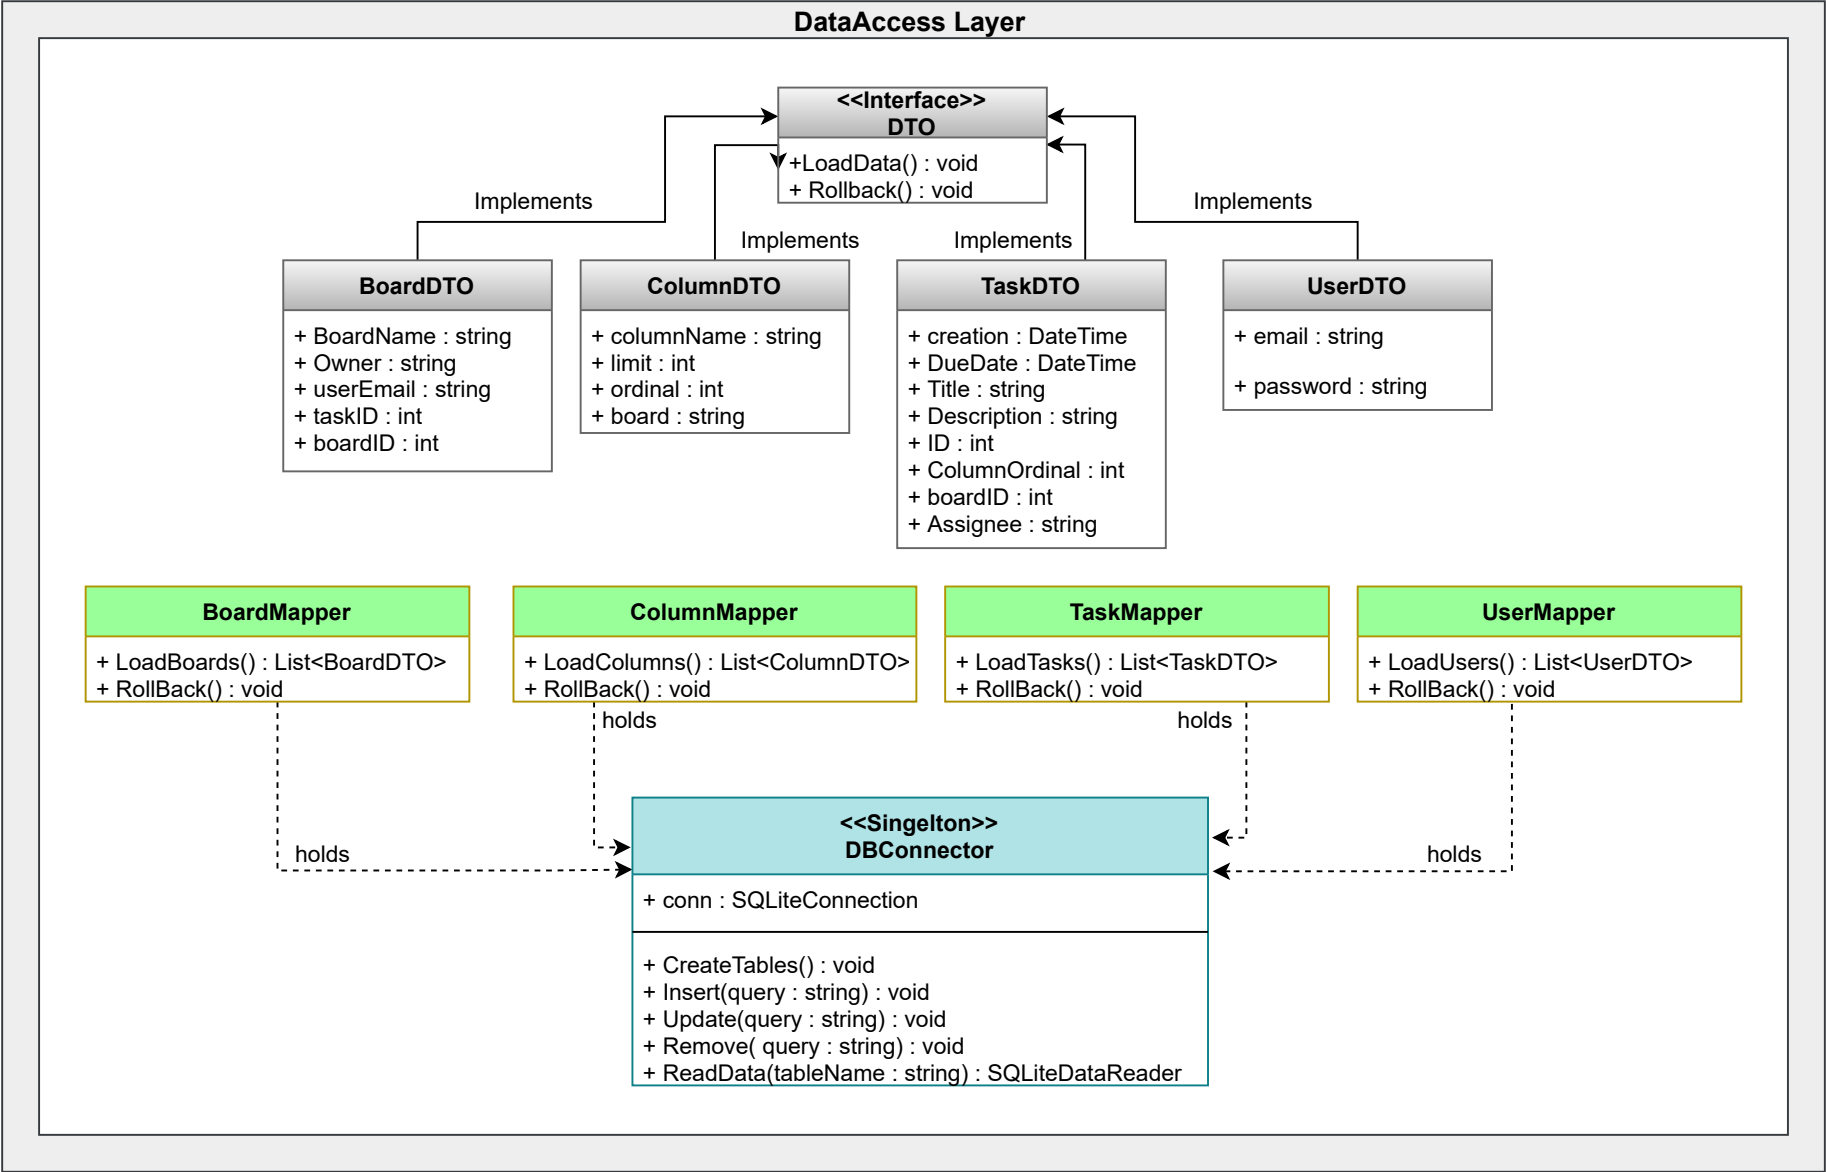 DataAccess Layer
<<Interface>>
DTO
+LoadData() : void
+ Rollback() : void
Implements
Implements
Implements
Implements
BoardDTO
+ BoardName : string
+ Owner : string
+ userEmail : string
+ taskID : int
+ boardID : int
ColumnDTO
+ columnName : string
+ limit : int
+ ordinal : int
+ board : string
TaskDTO
+ creation : DateTime
+ DueDate : DateTime
+ Title : string
+ Description : string
+ ID : int
+ ColumnOrdinal : int
+ boardID : int
+ Assignee : string
UserDTO
+ email : string
+ password : string
BoardMapper
+ LoadBoards() : List<BoardDTO>
+ RollBack() : void
ColumnMapper
+ LoadColumns() : List<ColumnDTO>
+ RollBack() : void
TaskMapper
+ LoadTasks() : List<TaskDTO>
+ RollBack() : void
UserMapper
+ LoadUsers() : List<UserDTO>
+ RollBack() : void
holds
holds
holds
holds
<<Singelton>>
DBConnector
+ conn : SQLiteConnection
+ CreateTables() : void
+ Insert(query : string) : void
+ Update(query : string) : void
+ Remove( query : string) : void
+ ReadData(tableName : string) : SQLiteDataReader